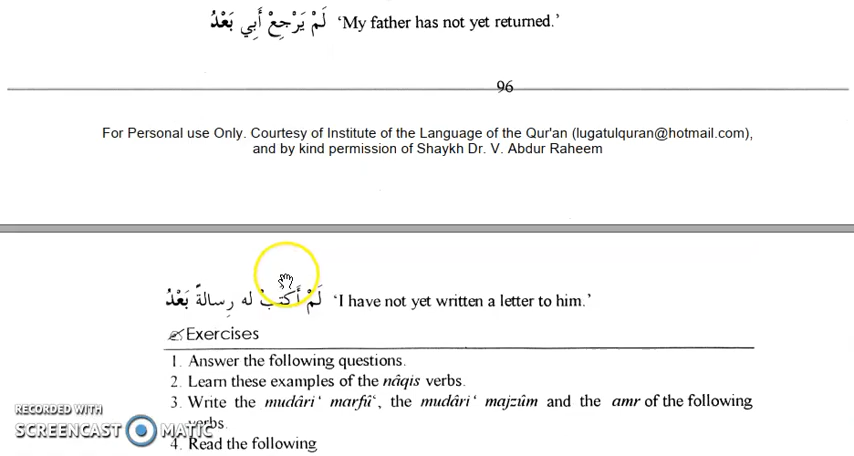 لَمْ يَرْجِعْ أَبِي بَعْدُ ‘My father has not yet returned.’
96
For Personal use Only. Courtesy of Institute of the Language of the Qur'an (lugatulquran@hotmail.com),
and by kind permission of Shaykh Dr. V. Abdur Raheem
لَمْ أَكْتُبْ له رِسالةً بَعْدُ ‘I have not yet written a letter to him.’
Exercises
1. Answer the following questions.
2. Learn these examples of the nâqis verbs.
3. Write the mudâri‘ marfû‘, the mudâri‘ majzûm and the amr of the following
verbs.
4. Read the following
RECORDED WITH
SCREENCAST MATIC